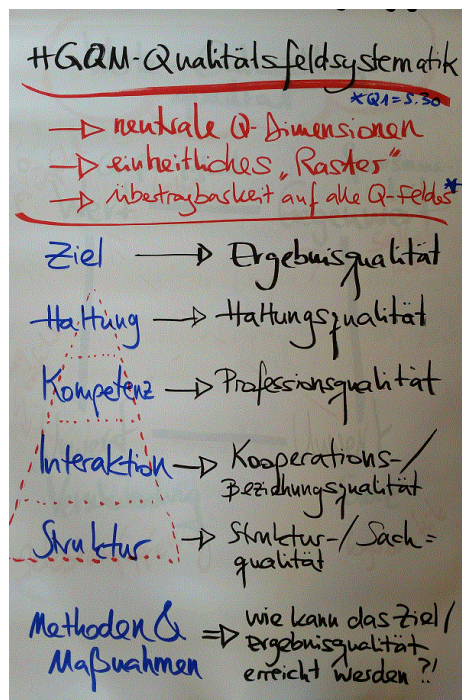 HGQM-Qualitätsfeldsystematik
*Q1 = S.30
→ neutrale Q-Dimensionen
→ einheitliches "Raster"
→ übertragbarkeit auf alle Q-Felder*
Ziel → Ergebnisqualität
Haltung → Haltungsqualität
Kompetenz → Professionsqualität
Interaktion → Kooperations-/
Beziehungsqualität
Struktur → Struktur-/Sach=
qualität
Methoden & ⇒ wie kann das Ziel/
Maßnahmen Ergebnisqualität
erreicht werden?!